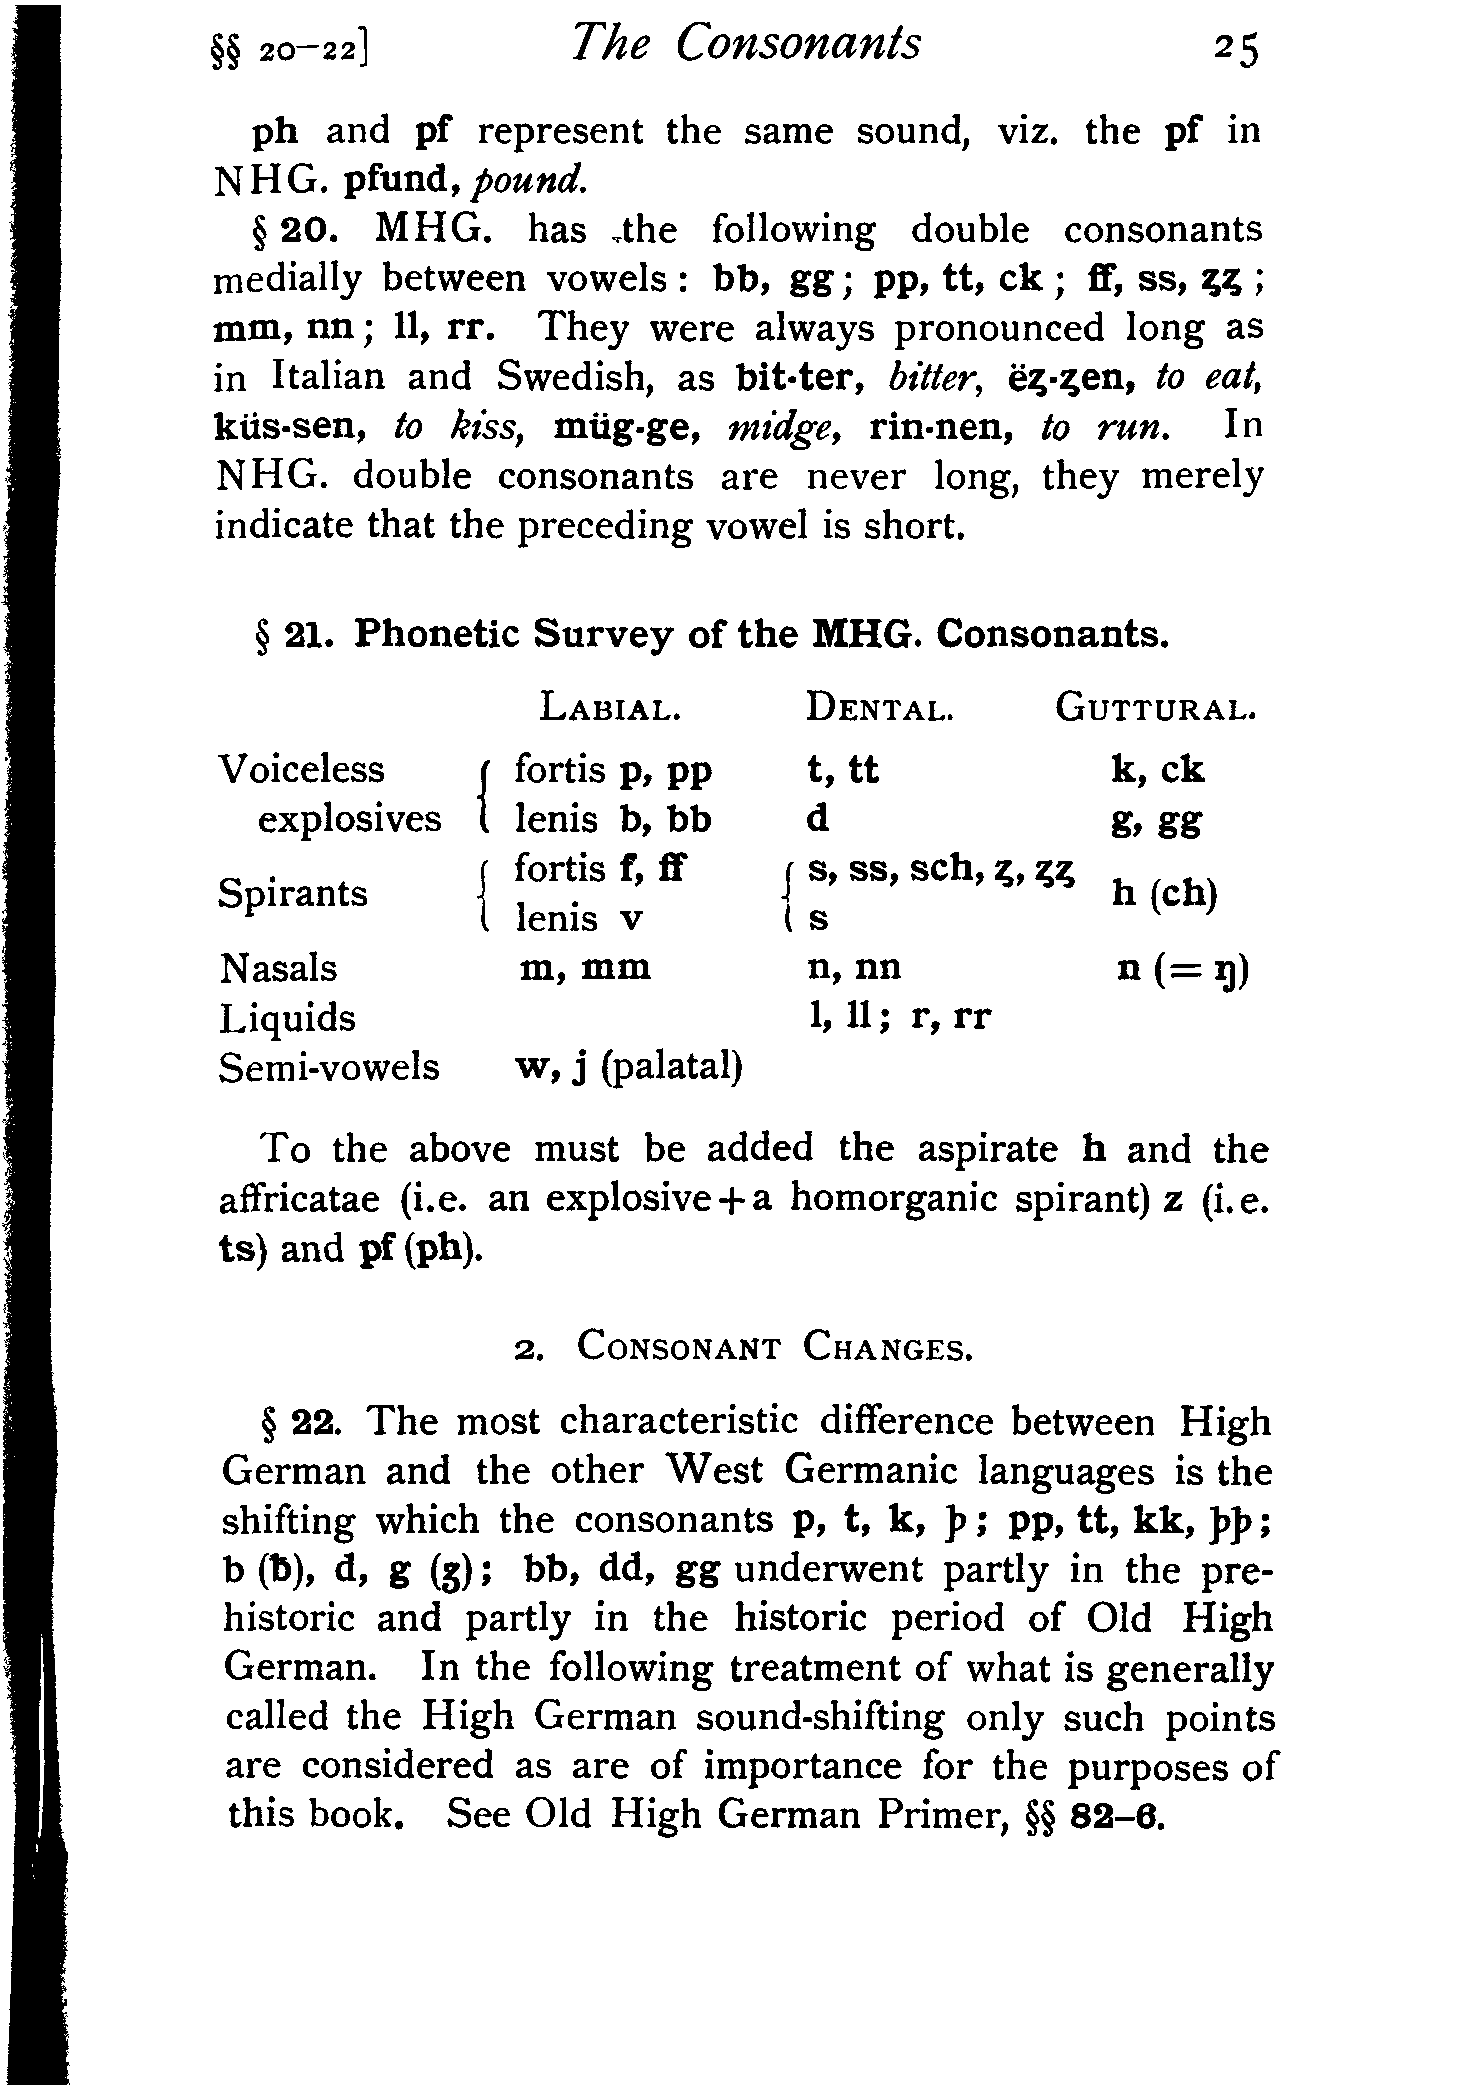 §§ 20–22] The Consonants 25
ph and pf represent the same sound, viz. the pf in
NHG. pfund, pound.
§ 20. MHG. has the following double consonants
medially between vowels : bb, gg ; pp, tt, ck ; ff, ss, ȥȥ ;
mm, nn ; ll, rr. They were always pronounced long as
in Italian and Swedish, as bit·ter, bitter, ëȥ·ȥen, to eat,
küs·sen, to kiss, müg·ge, midge, rin·nen, to run. In
NHG. double consonants are never long, they merely
indicate that the preceding vowel is short.
§ 21. Phonetic Survey of the MHG. Consonants.
LABIAL. DENTAL. GUTTURAL.
Voiceless { fortis p, pp t, tt k, ck
explosives { lenis b, bb d g, gg
Spirants { fortis f, ff { s, ss, sch, ȥ, ȥȥ h (ch)
lenis v s
Nasals m, mm n, nn n (= ŋ)
Liquids l, ll ; r, rr
Semi-vowels w, j (palatal)
To the above must be added the aspirate h and the
affricatae (i.e. an explosive + a homorganic spirant) z (i.e.
ts) and pf (ph).
2. CONSONANT CHANGES.
§ 22. The most characteristic difference between High
German and the other West Germanic languages is the
shifting which the consonants p, t, k, þ ; pp, tt, kk, þþ ;
b (ƀ), d, g (ʒ) ; bb, dd, gg underwent partly in the pre-
historic and partly in the historic period of Old High
German. In the following treatment of what is generally
called the High German sound-shifting only such points
are considered as are of importance for the purposes of
this book. See Old High German Primer, §§ 82–6.